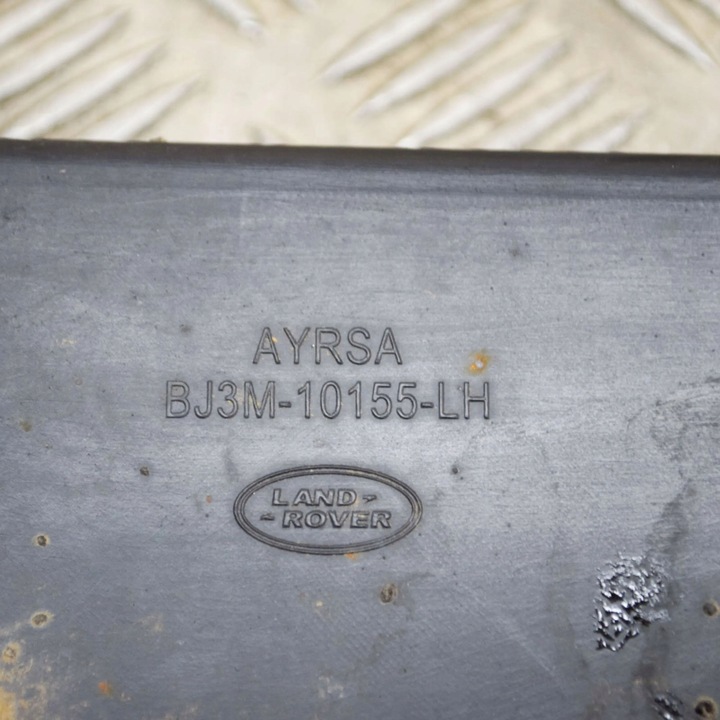 AYRSA
BJ3M-10155-LH
LAND
ROVER